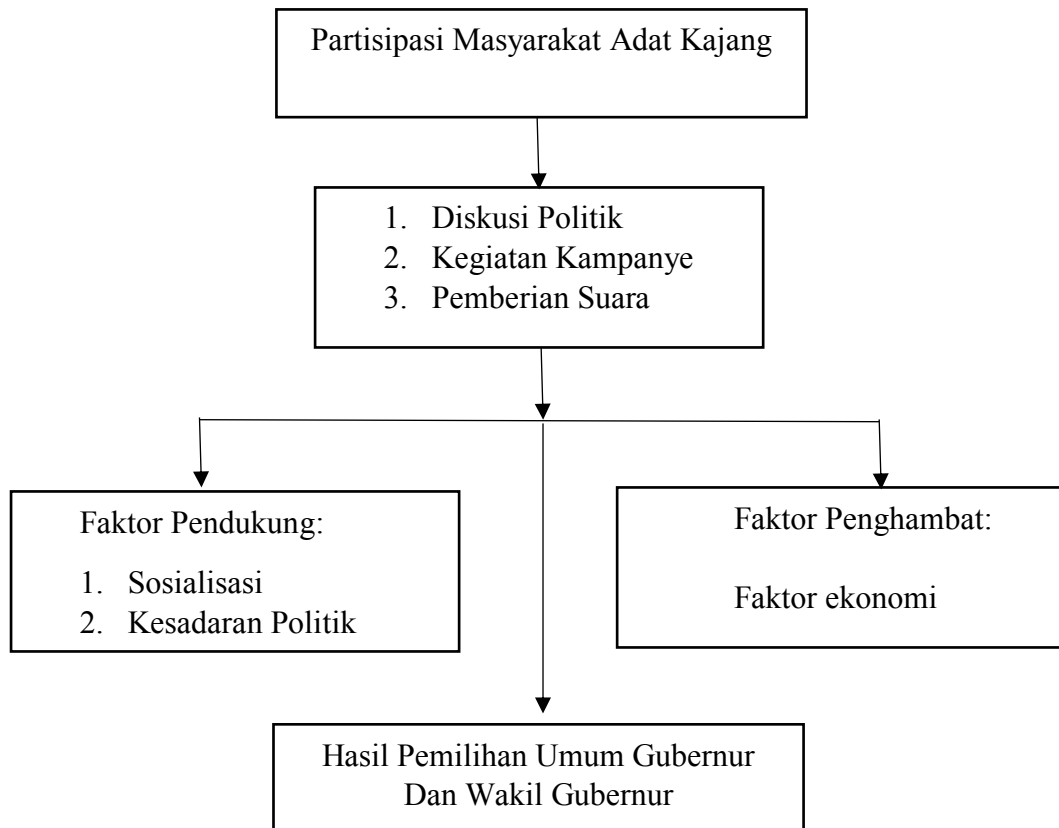 Partisipasi Masyarakat Adat Kajang
1. Diskusi Politik
2. Kegiatan Kampanye
3. Pemberian Suara
Faktor Pendukung:
1. Sosialisasi
2. Kesadaran Politik
Faktor Penghambat:
Faktor ekonomi
Hasil Pemilihan Umum Gubernur
Dan Wakil Gubernur